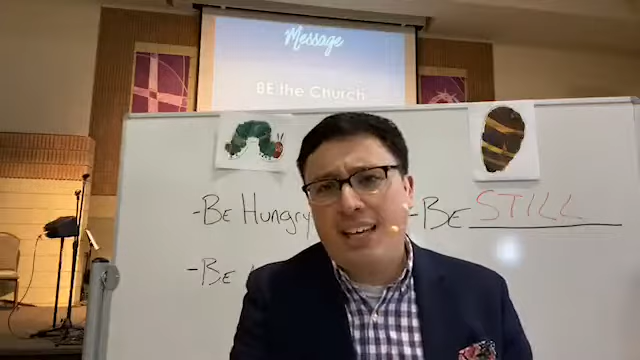 Message
BE the Church
-BE HUNGRY
-BE STILL
-BE